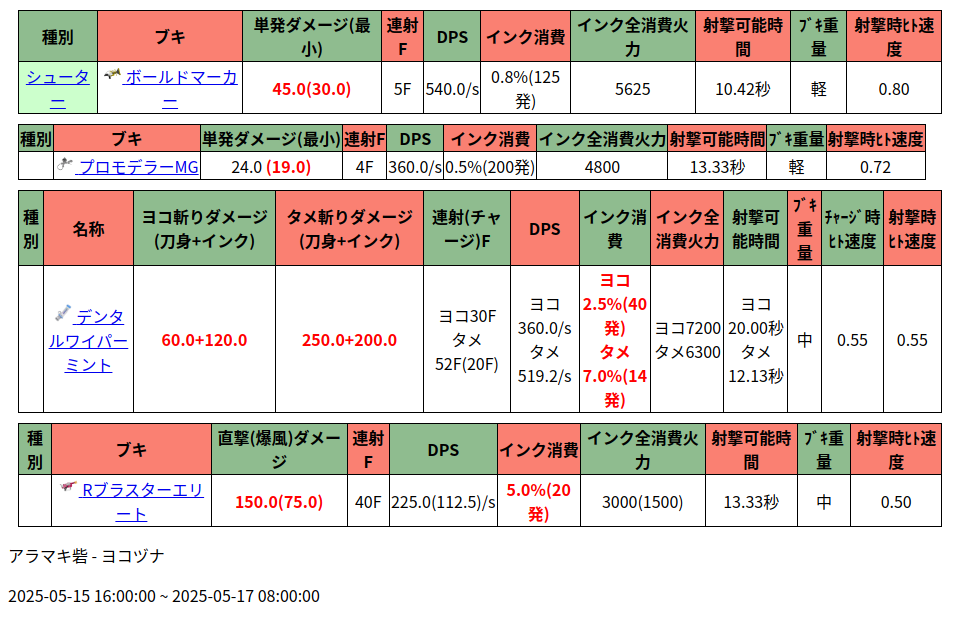 種別 ブキ 単発ダメージ(最小) 連射F DPS インク消費 インク全消費火力 射撃可能時間 ﾌﾞｷ重量 射撃時ﾋﾄ速度
シューター ボールドマーカー 45.0(30.0) 5F 540.0/s 0.8%(125発) 5625 10.42秒 軽 0.80
種別 ブキ 単発ダメージ(最小) 連射F DPS インク消費 インク全消費火力 射撃可能時間 ﾌﾞｷ重量 射撃時ﾋﾄ速度
プロモデラーMG 24.0 (19.0) 4F 360.0/s 0.5%(200発) 4800 13.33秒 軽 0.72
種別 名称 ヨコ斬りダメージ(刀身+インク) タメ斬りダメージ(刀身+インク) 連射(チャージ)F DPS インク消費 インク全消費火力 射撃可能時間 ﾌﾞｷ重量 ﾁｬｰｼﾞ時ﾋﾄ速度 射撃時ﾋﾄ速度
デンタルワイパーミント 60.0+120.0 250.0+200.0 ヨコ30F タメ52F(20F) ヨコ360.0/s タメ519.2/s ヨコ2.5%(40発) タメ7.0%(14発) ヨコ7200 タメ6300 ヨコ20.00秒 タメ12.13秒 中 0.55 0.55
種別 ブキ 直撃(爆風)ダメージ 連射F DPS インク消費 インク全消費火力 射撃可能時間 ﾌﾞｷ重量 射撃時ﾋﾄ速度
Rブラスターエリート 150.0(75.0) 40F 225.0(112.5)/s 5.0%(20発) 3000(1500) 13.33秒 中 0.50
アラマキ砦 - ヨコヅナ
2025-05-15 16:00:00 ~ 2025-05-17 08:00:00